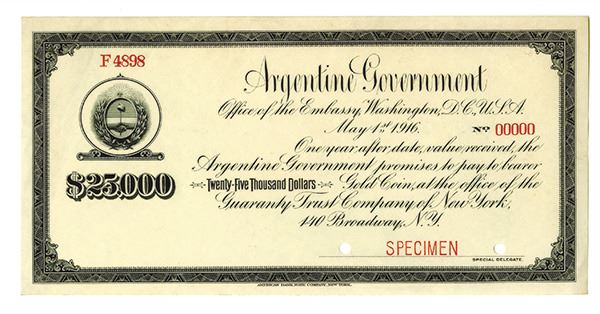 F 4898
Argentine Government
Office of the Embassy, Washington, D.C., U.S.A.
May 1st 1916. No 00000
One year after date, value received, the
Argentine Government promises to pay to bearer
Twenty-Five Thousand Dollars Gold Coin, at the office of the
Guaranty Trust Company of New York,
140 Broadway, N.Y.
$25,000
SPECIMEN
SPECIAL DELEGATE.
AMERICAN BANK NOTE COMPANY, NEW YORK.